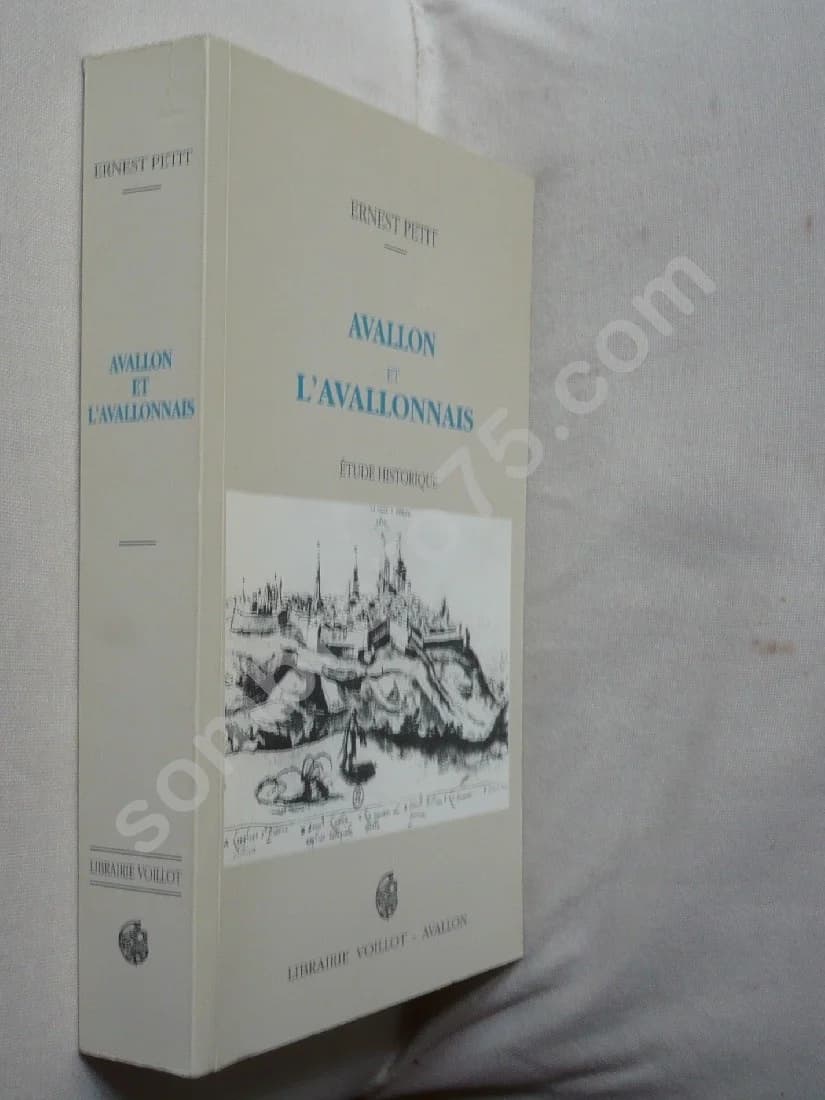 ERNEST PETIT
AVALLON
ET
L'AVALLONNAIS
LIBRAIRIE VOILLOT
ERNEST PETIT
AVALLON
ET
L'AVALLONNAIS
ÉTUDE HISTORIQUE
LIBRAIRIE VOILLOT - AVALLON